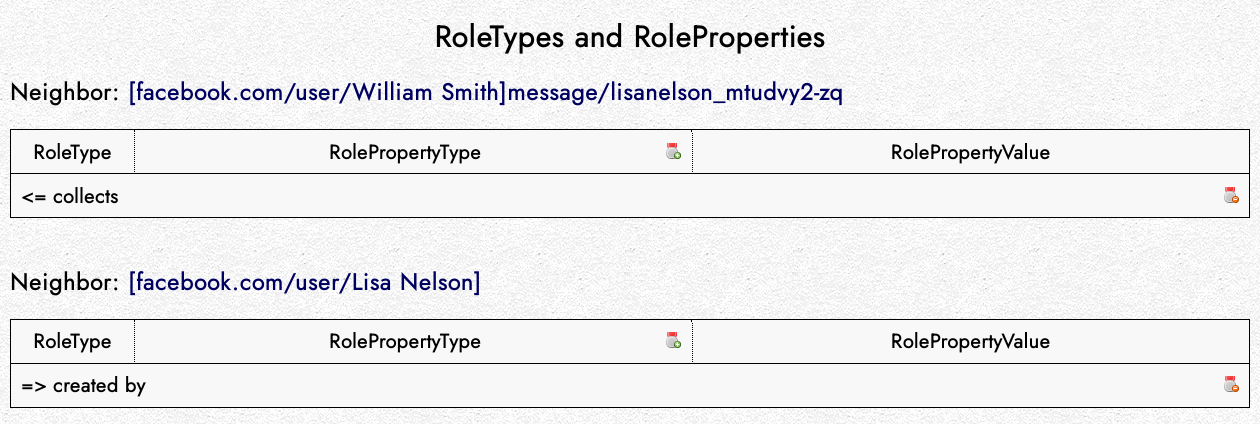 RoleTypes and RoleProperties
Neighbor: [facebook.com/user/William Smith]message/lisanelson_mtudvy2-zq
RoleType RolePropertyType RolePropertyValue
<= collects
Neighbor: [facebook.com/user/Lisa Nelson]
RoleType RolePropertyType RolePropertyValue
=> created by